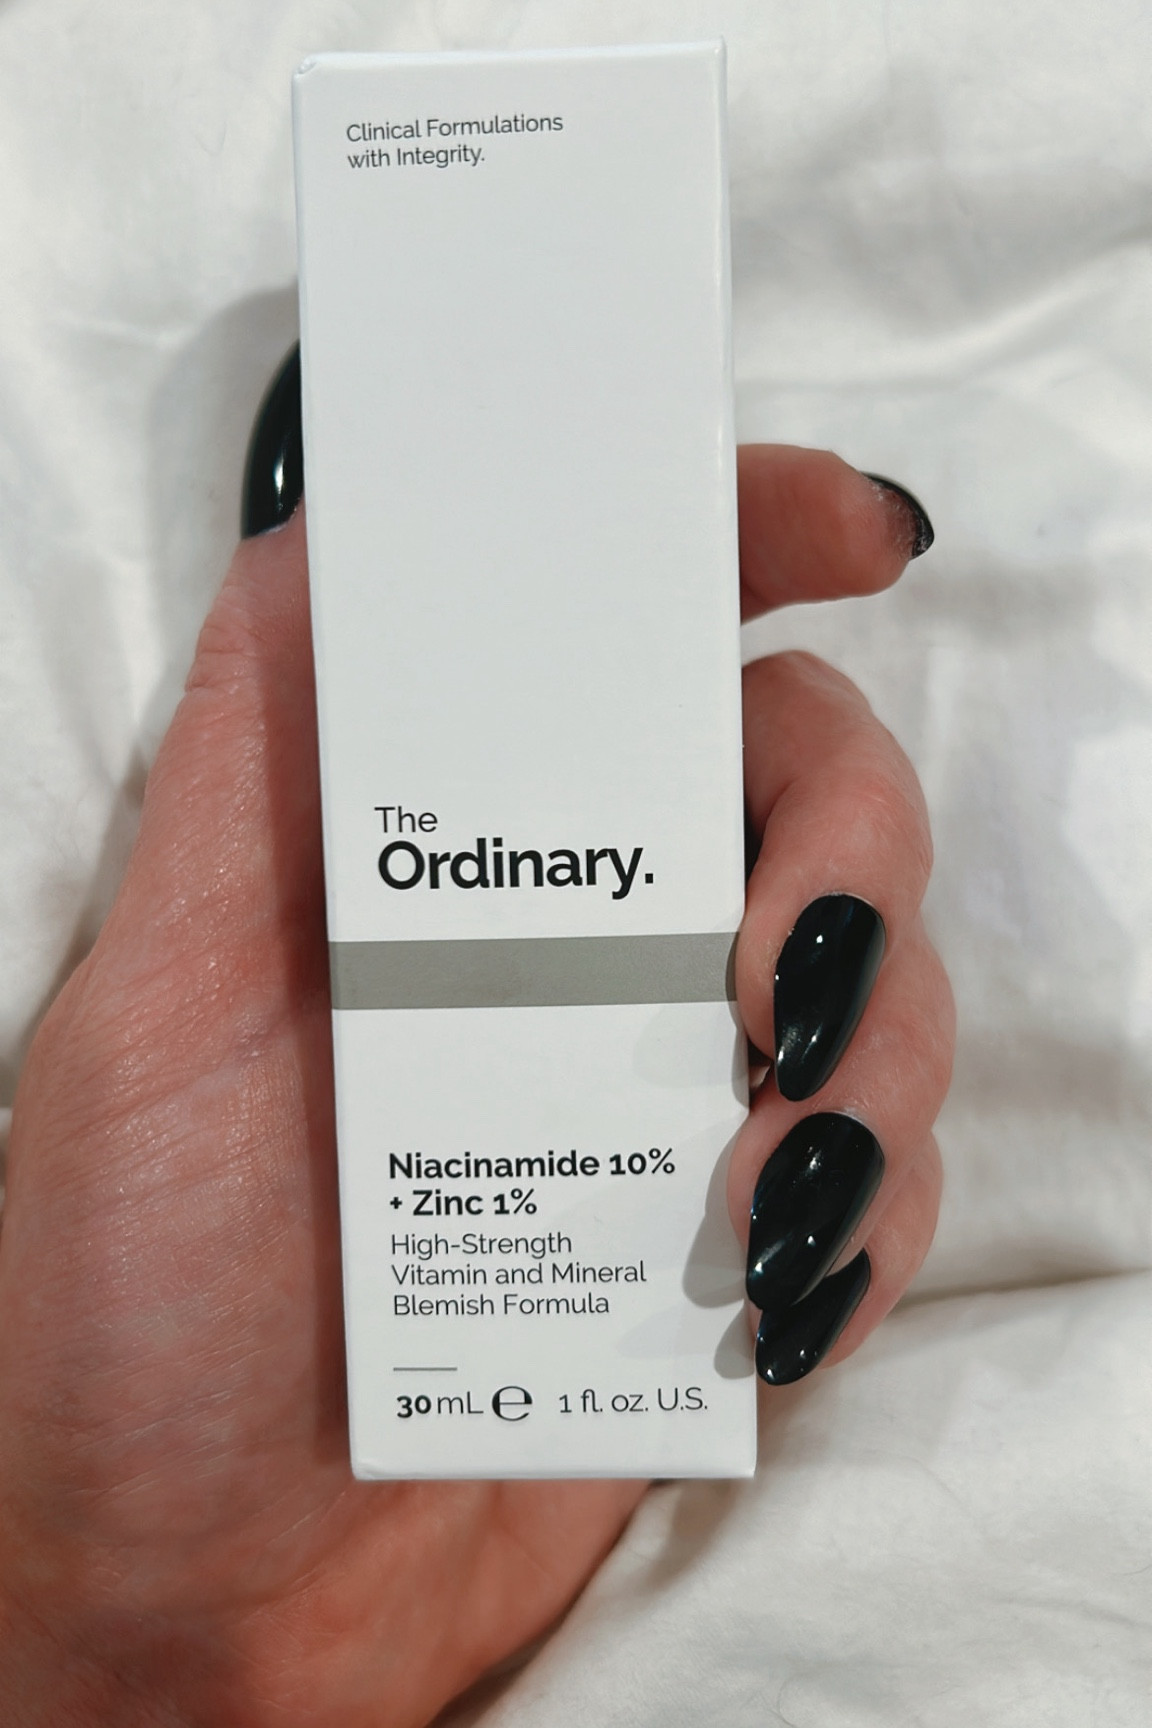 Clinical Formulations
with Integrity.
The
Ordinary.
Niacinamide 10%
+ Zinc 1%
High-Strength
Vitamin and Mineral
Blemish Formula
30 mL ℮ 1 fl. oz. U.S.